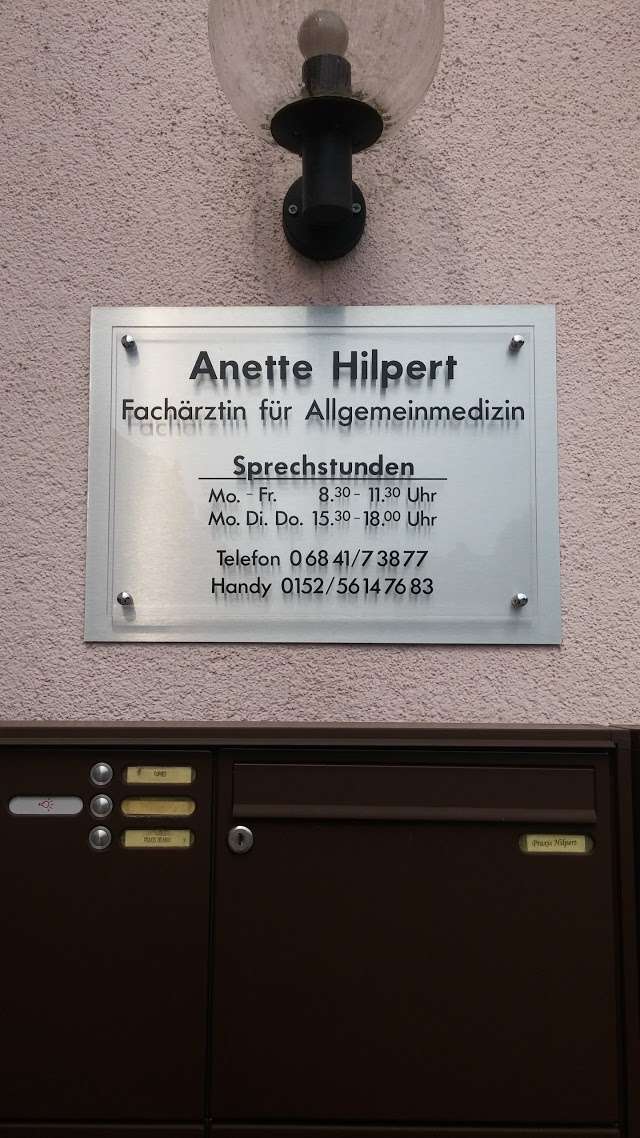 Anette Hilpert
Fachärztin für Allgemeinmedizin
Sprechstunden
Mo. - Fr. 8.30 - 11.30 Uhr
Mo. Di. Do. 15.30 - 18.00 Uhr
Telefon 0 68 41/7 38 77
Handy 0152/56 14 76 83
Praxis Hilpert